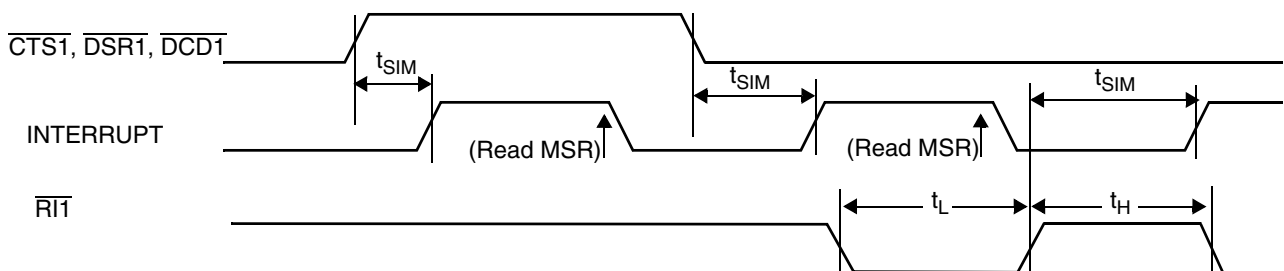 CTS1, DSR1, DCD1
tSIM
tSIM
tSIM
INTERRUPT
(Read MSR)
(Read MSR)
RI1
tL
tH